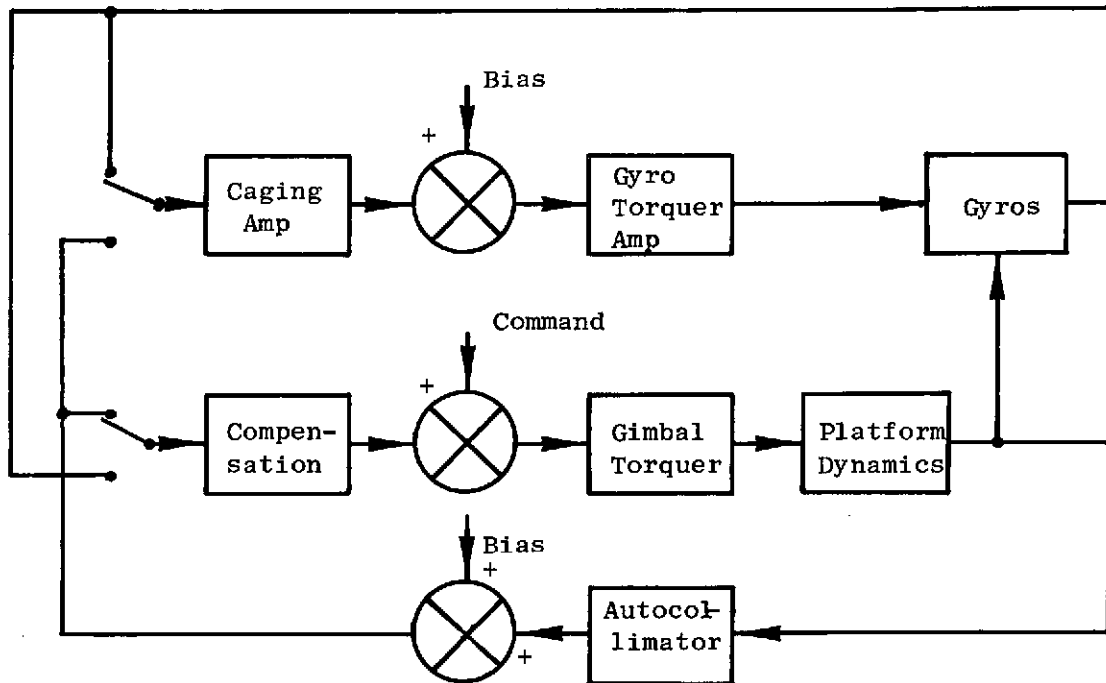 Bias
+
Caging
Amp
Gyro
Torquer
Amp
Gyros
Command
+
Compen-
sation
Gimbal
Torquer
Platform
Dynamics
Bias
+
+
Autocol-
limator